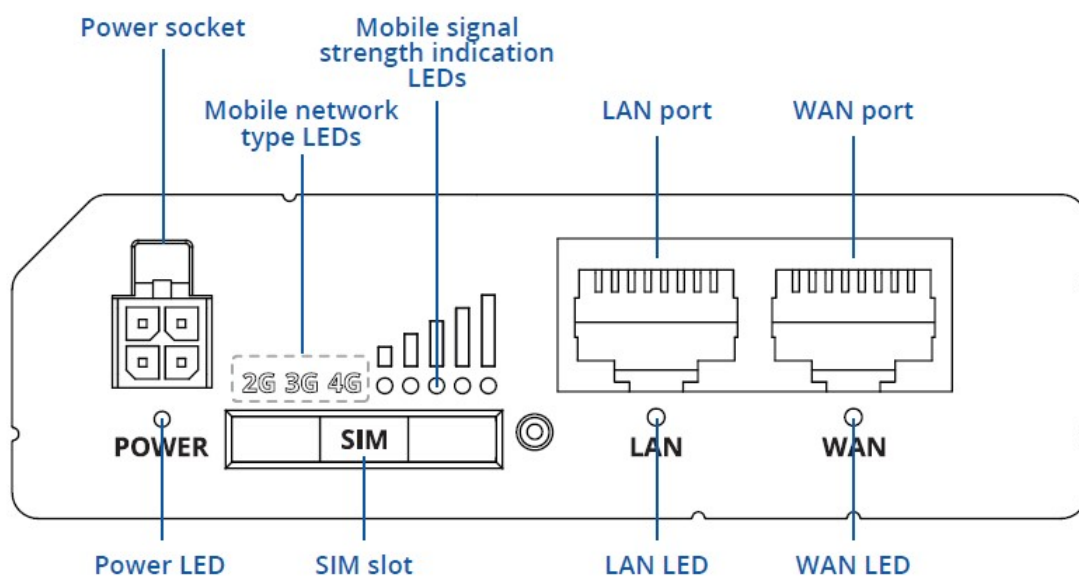 Power socket
Mobile signal
strength indication
LEDs
Mobile network
type LEDs
LAN port
WAN port
2G 3G 4G
POWER
SIM
LAN
WAN
Power LED
SIM slot
LAN LED
WAN LED